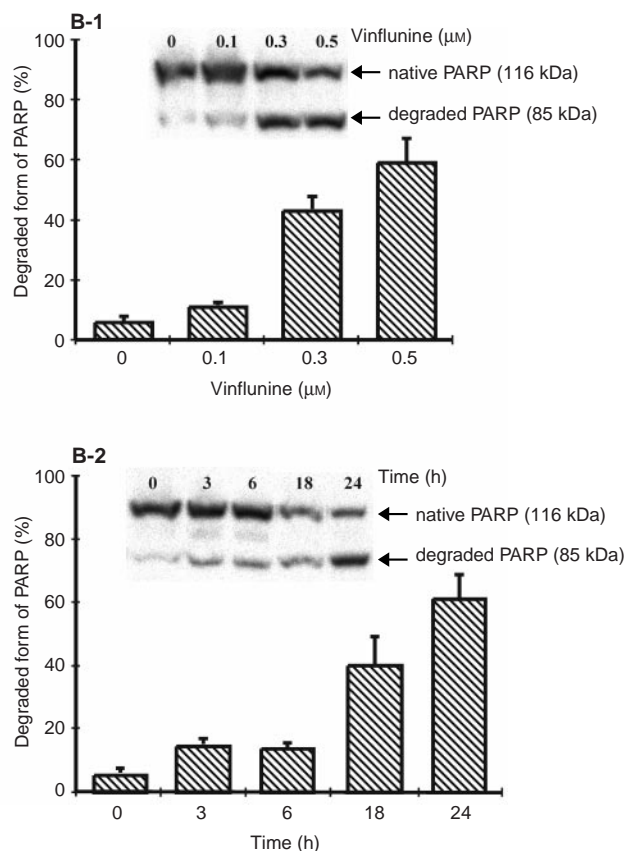 B-1
100
80
60
40
20
0
Degraded form of PARP (%)
0 0.1 0.3 0.5 Vinflunine (μM)
native PARP (116 kDa)
degraded PARP (85 kDa)
0 0.1 0.3 0.5
Vinflunine (μM)
B-2
100
80
60
40
20
0
Degraded form of PARP (%)
0 3 6 18 24 Time (h)
native PARP (116 kDa)
degraded PARP (85 kDa)
0 3 6 18 24
Time (h)